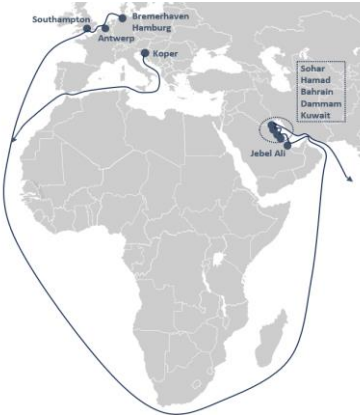 Southampton
Bremerhaven
Hamburg
Antwerp
Koper
Sohar
Hamad
Bahrain
Dammam
Kuwait
Jebel Ali